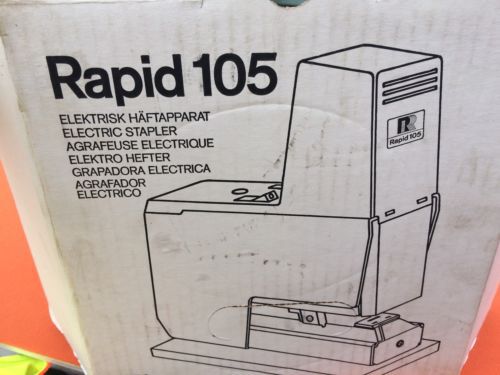 Rapid 105
ELEKTRISK HÄFTAPPARAT
ELECTRIC STAPLER
AGRAFEUSE ELECTRIQUE
ELEKTRO HEFTER
GRAPADORA ELECTRICA
AGRAFADOR
ELECTRICO
R
Rapid 105